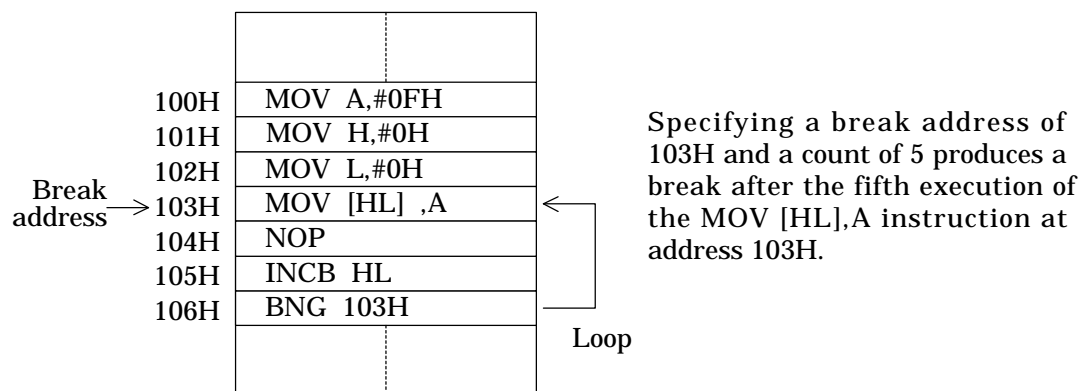 100H MOV A,#0FH
101H MOV H,#0H
102H MOV L,#0H
Break address 103H MOV [HL] ,A
104H NOP
105H INCB HL
106H BNG 103H
Loop
Specifying a break address of
103H and a count of 5 produces a
break after the fifth execution of
the MOV [HL],A instruction at
address 103H.